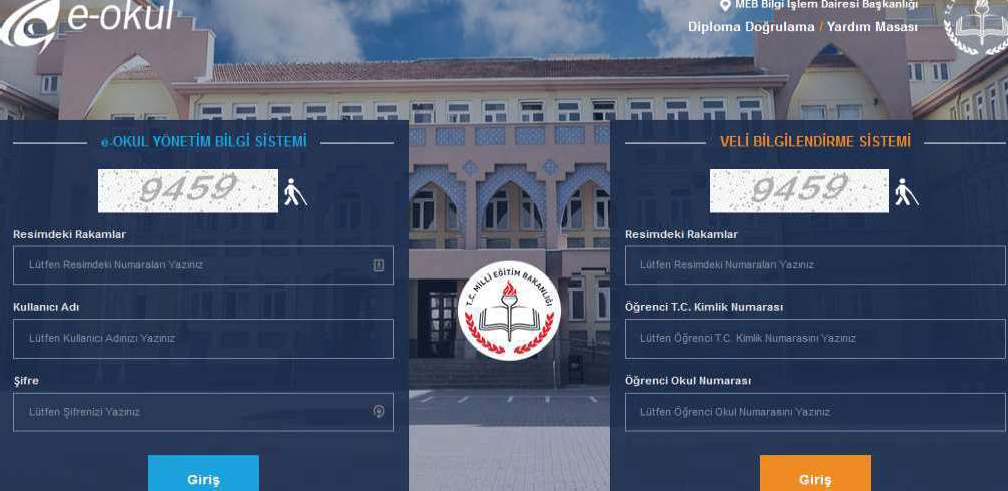 e-okul
MEB Bilgi İşlem Dairesi Başkanlığı
Diploma Doğrulama / Yardım Masası
e-OKUL YÖNETİM BİLGİ SİSTEMİ
9459
Resimdeki Rakamlar
Lütfen Resimdeki Numaraları Yazınız
Kullanıcı Adı
Lütfen Kullanıcı Adınızı Yazınız
Şifre
Lütfen Şifrenizi Yazınız
Giriş
T.C. MİLLÎ EĞİTİM BAKANLIĞI
VELİ BİLGİLENDİRME SİSTEMİ
9459
Resimdeki Rakamlar
Lütfen Resimdeki Numaraları Yazınız
Öğrenci T.C. Kimlik Numarası
Lütfen Öğrenci T.C. Kimlik Numarasını Yazınız
Öğrenci Okul Numarası
Lütfen Öğrenci Okul Numarasını Yazınız
Giriş